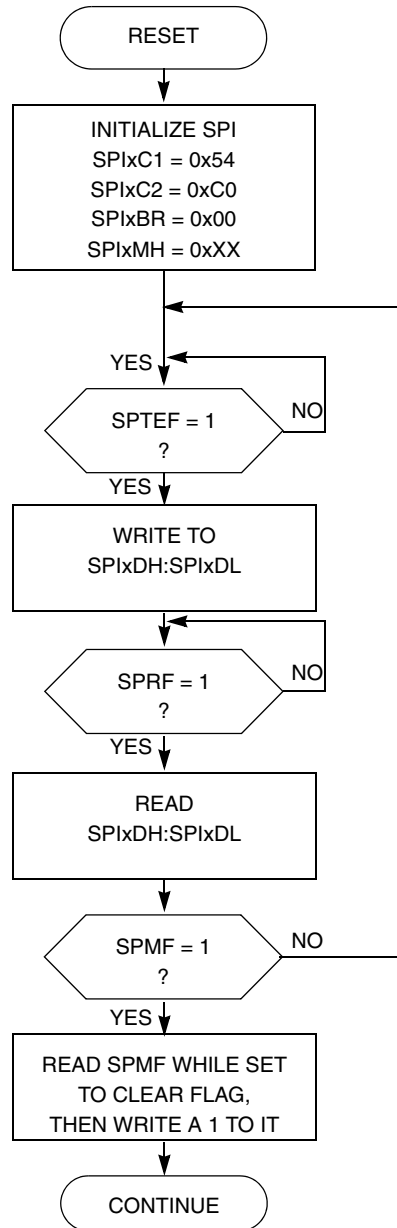 RESET
INITIALIZE SPI
SPIxC1 = 0x54
SPIxC2 = 0xC0
SPIxBR = 0x00
SPIxMH = 0xXX
YES
SPTEF = 1
?
NO
YES
WRITE TO
SPIxDH:SPIxDL
SPRF = 1
?
NO
YES
READ
SPIxDH:SPIxDL
SPMF = 1
?
NO
YES
READ SPMF WHILE SET
TO CLEAR FLAG,
THEN WRITE A 1 TO IT
CONTINUE